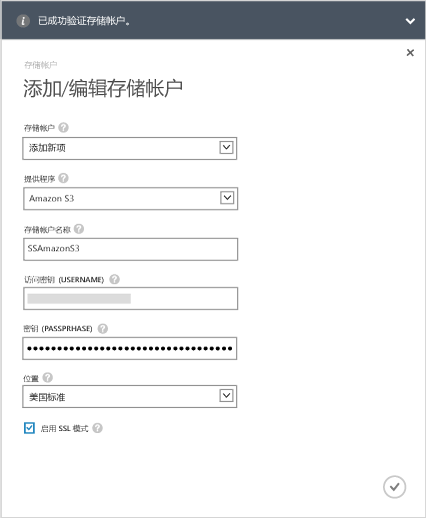 已成功验证存储帐户。
存储帐户
添加/编辑存储帐户
存储帐户 ?
添加新项
提供程序 ?
Amazon S3
存储帐户名称 ?
SSAmazonS3
访问密钥 (USERNAME) ?
密钥 (PASSPRHASE) ?
位置 ?
美国标准
启用 SSL 模式 ?